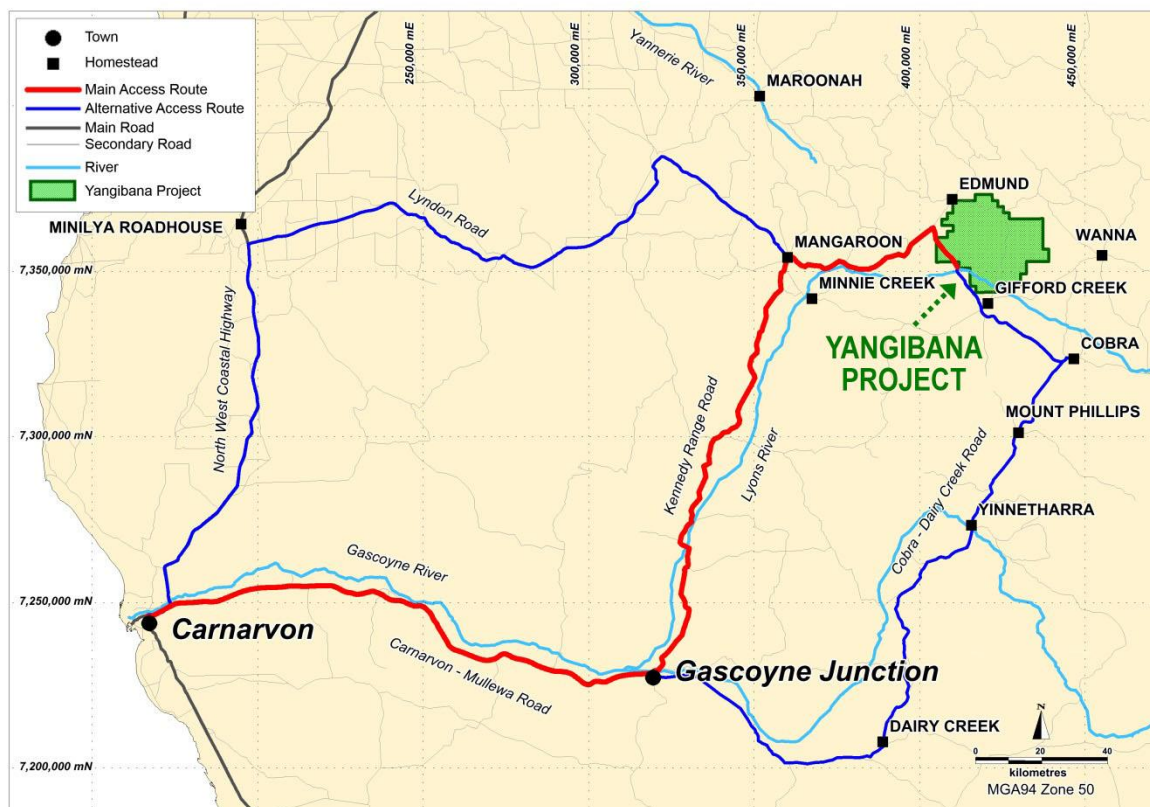 Town
Homestead
Main Access Route
Alternative Access Route
Main Road
Secondary Road
River
Yangibana Project
250,000 mE
300,000 mE
350,000 mE
400,000 mE
450,000 mE
Yannerie River
MAROONAH
EDMUND
MINILYA ROADHOUSE
Lyndon Road
MANGAROON
WANNA
7,350,000 mN
MINNIE CREEK
GIFFORD CREEK
YANGIBANA
PROJECT
COBRA
North West Coastal Highway
Kennedy Range Road
Lyons River
MOUNT PHILLIPS
7,300,000 mN
Cobra - Dairy Creek Road
YINNETHARRA
Gascoyne River
7,250,000 mN
Carnarvon
Carnarvon - Mullewa Road
Gascoyne Junction
DAIRY CREEK
N
7,200,000 mN
0 20 40
kilometres
MGA94 Zone 50